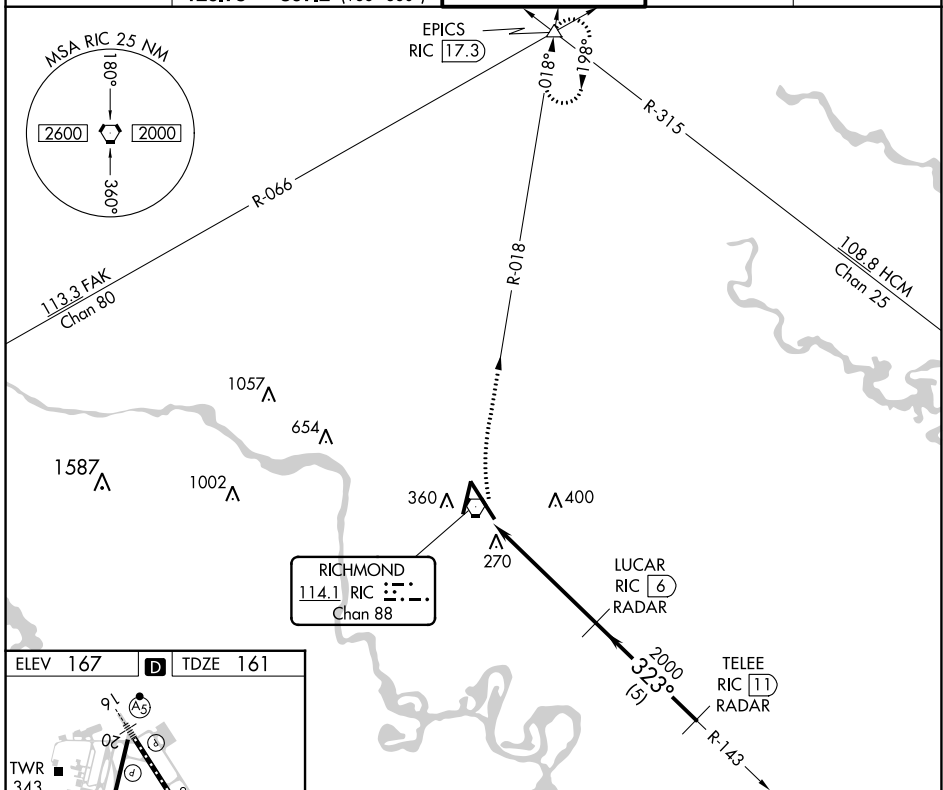 EPICS
RIC 17.3
MSA RIC 25 NM
180°
2600
2000
360°
018°
198°
R-315
R-066
R-018
113.3 FAK
Chan 80
108.8 HCM
Chan 25
1057
654
1587
1002
360
400
270
RICHMOND
114.1 RIC
Chan 88
LUCAR
RIC 6
RADAR
2000
323°
(5)
TELEE
RIC 11
RADAR
R-143
ELEV 167
D
TDZE 161
16
A5
20
P
P
TWR
343